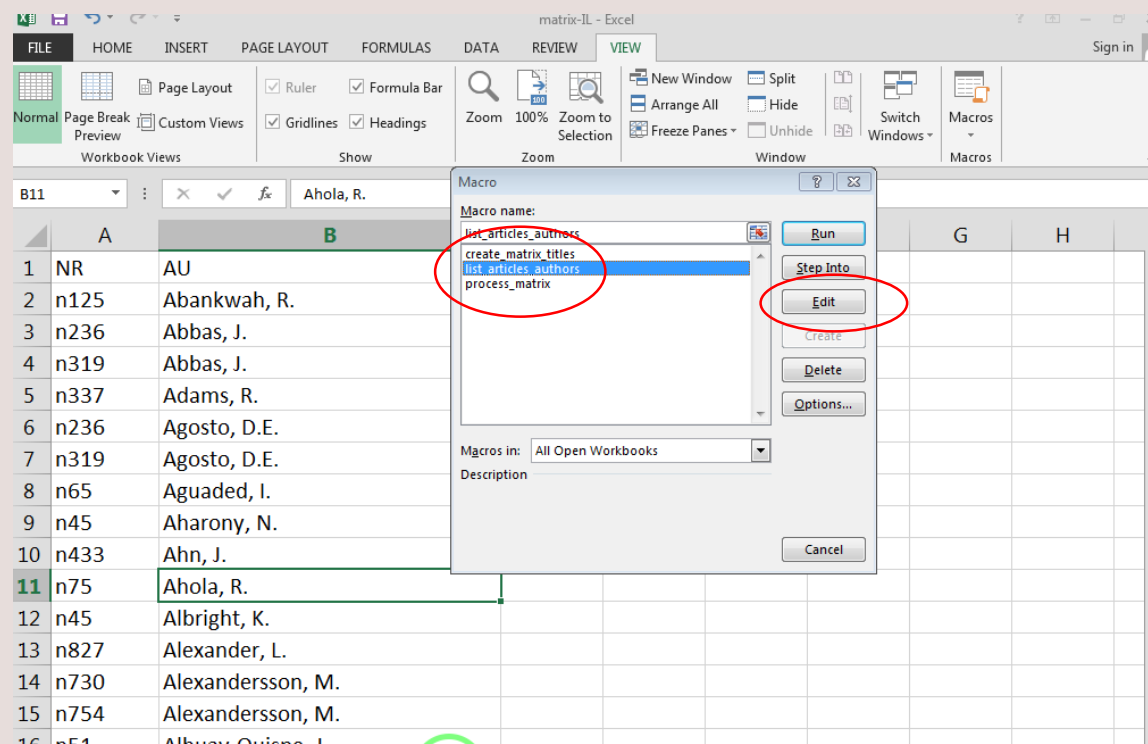 matrix-IL - Excel
FILE HOME INSERT PAGE LAYOUT FORMULAS DATA REVIEW VIEW Sign in
Normal Page Break Preview Page Layout Custom Views
Workbook Views
Ruler Formula Bar
Gridlines Headings
Show
Zoom 100% Zoom to Selection
Zoom
New Window Split
Arrange All Hide
Freeze Panes Unhide
Switch Windows
Window
Macros
Macros
B11 fx Ahola, R.
Macro
Macro name:
list_articles_authors
create_matrix_titles
list_articles_authors
process_matrix
Run
Step Into
Edit
Create
Delete
Options...
Macros in: All Open Workbooks
Description
Cancel
A B G H
1 NR AU
2 n125 Abankwah, R.
3 n236 Abbas, J.
4 n319 Abbas, J.
5 n337 Adams, R.
6 n236 Agosto, D.E.
7 n319 Agosto, D.E.
8 n65 Aguaded, I.
9 n45 Aharony, N.
10 n433 Ahn, J.
11 n75 Ahola, R.
12 n45 Albright, K.
13 n827 Alexander, L.
14 n730 Alexandersson, M.
15 n754 Alexandersson, M.